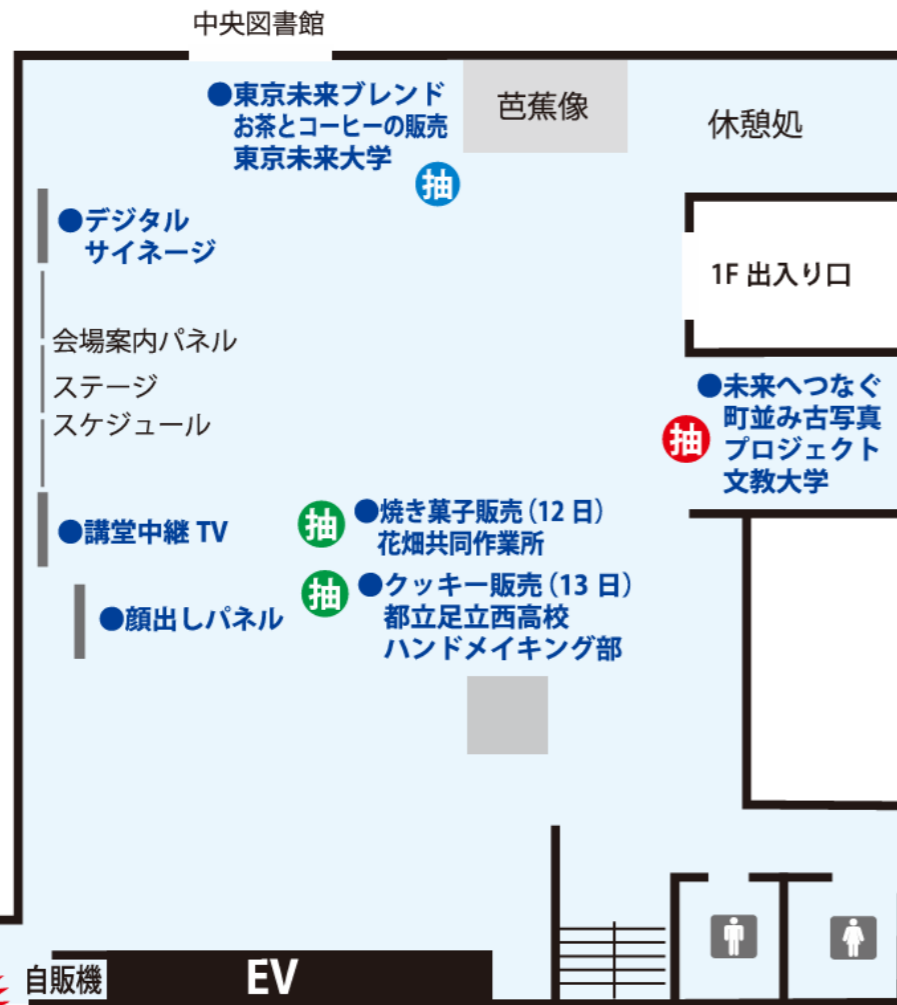 中央図書館
●東京未来ブレンド
お茶とコーヒーの販売
東京未来大学
抽
芭蕉像
休憩処
●デジタル
サイネージ
1F 出入り口
会場案内パネル
ステージ
スケジュール
●未来へつなぐ
町並み古写真
プロジェクト
文教大学
抽
●講堂中継 TV
抽
●焼き菓子販売（12 日）
花畑共同作業所
●顔出しパネル
抽
●クッキー販売（13 日）
都立足立西高校
ハンドメイキング部
自販機
EV